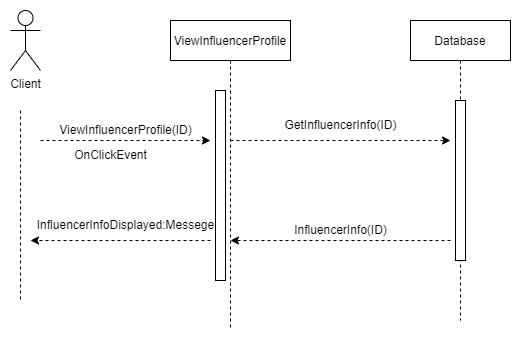 ViewInfluencerProfile
Database
Client
ViewInfluencerProfile(ID)
GetInfluencerInfo(ID)
OnClickEvent
InfluencerInfoDisplayed:Messege
InfluencerInfo(ID)